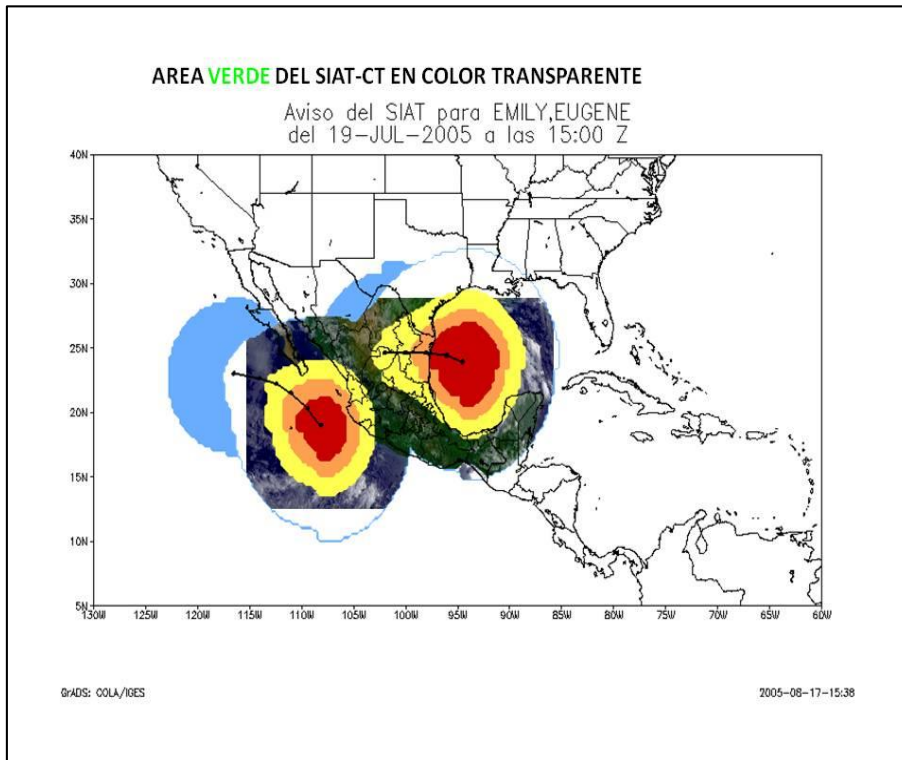 AREA VERDE DEL SIAT-CT EN COLOR TRANSPARENTE
Aviso del SIAT para EMILY,EUGENE
del 19-JUL-2005 a las 15:00 Z
40N
35N
30N
25N
20N
15N
10N
5N
130W 125W 120W 115W 110W 105W 100W 95W 90W 85W 80W 75W 70W 65W 60W
GrADS: COLA/IGES
2005-08-17-15:38